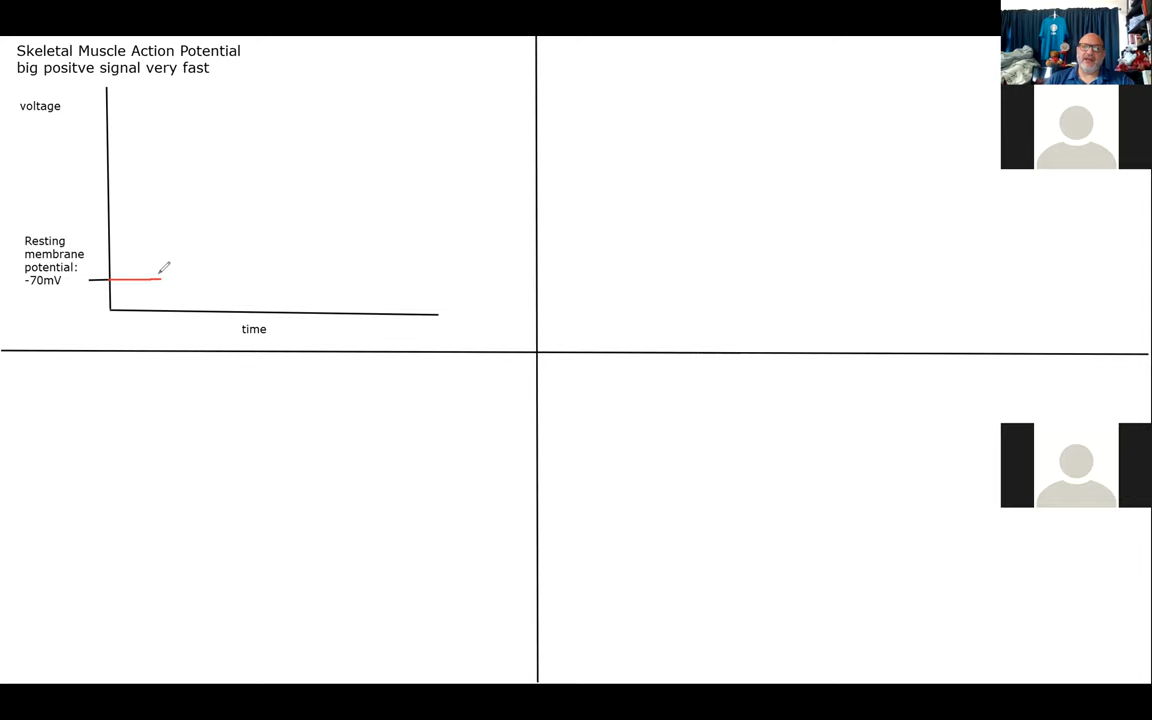 Skeletal Muscle Action Potential
big positve signal very fast
voltage
Resting
membrane
potential:
-70mV
time